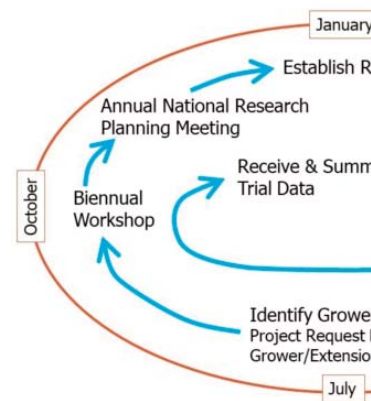 January
Establish R
Annual National Research
Planning Meeting
Receive & Summ
Trial Data
October
Biennual
Workshop
Identify Growe
Project Request
Grower/Extensio
July